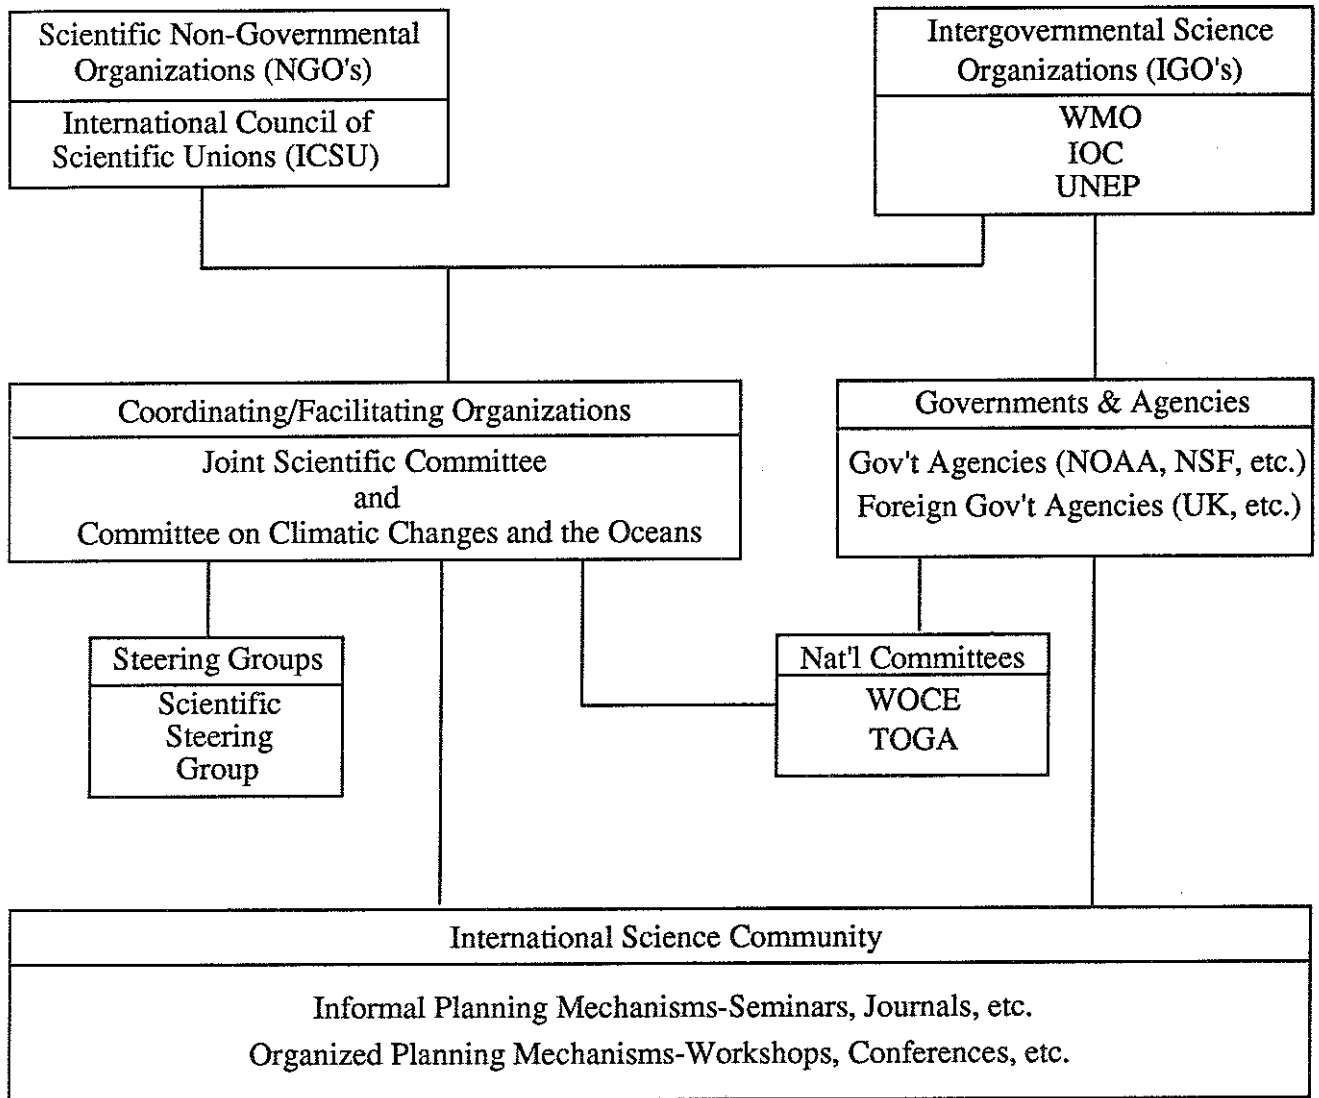 Scientific Non-Governmental
Organizations (NGO's)
International Council of
Scientific Unions (ICSU)
Intergovernmental Science
Organizations (IGO's)
WMO
IOC
UNEP
Coordinating/Facilitating Organizations
Joint Scientific Committee
and
Committee on Climatic Changes and the Oceans
Governments & Agencies
Gov't Agencies (NOAA, NSF, etc.)
Foreign Gov't Agencies (UK, etc.)
Steering Groups
Scientific
Steering
Group
Nat'l Committees
WOCE
TOGA
International Science Community
Informal Planning Mechanisms-Seminars, Journals, etc.
Organized Planning Mechanisms-Workshops, Conferences, etc.